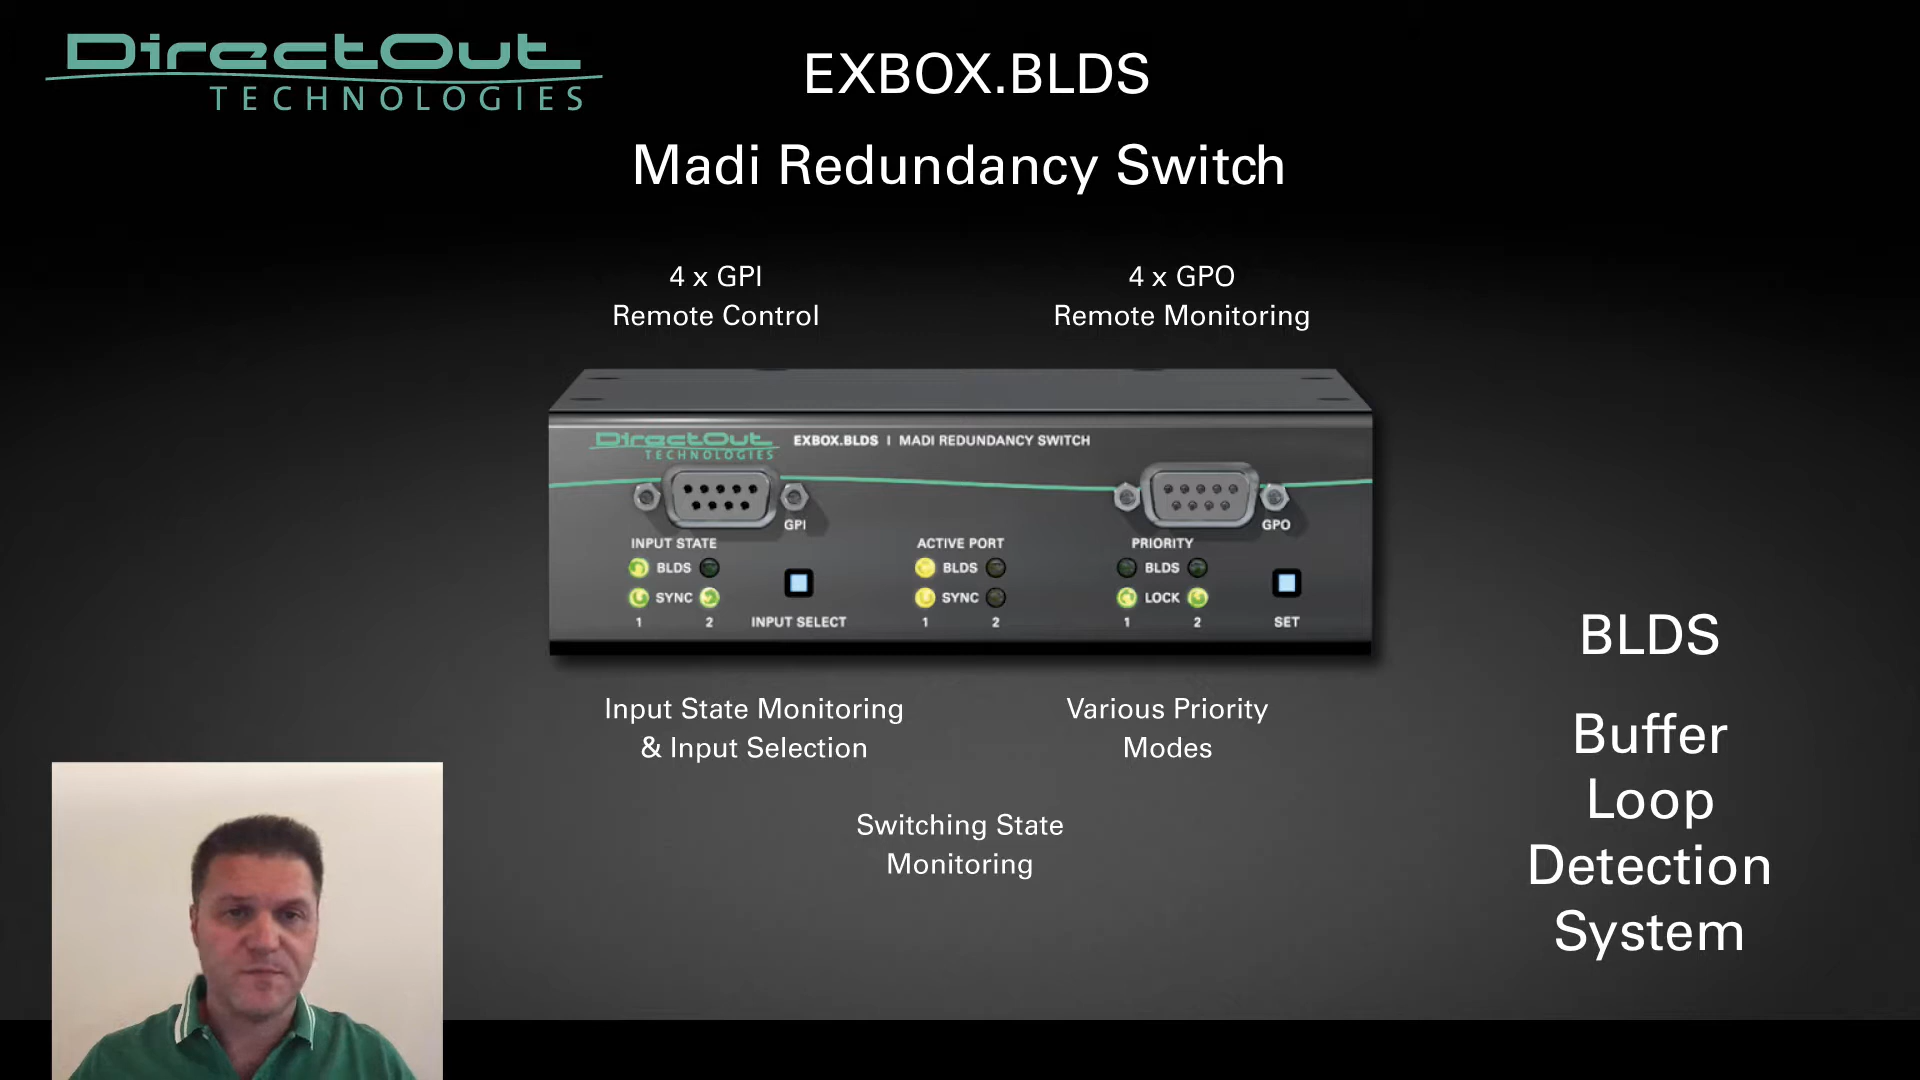 DirectOut
TECHNOLOGIES
EXBOX.BLDS
Madi Redundancy Switch
4 x GPI
Remote Control
4 x GPO
Remote Monitoring
DirectOut
TECHNOLOGIES
EXBOX.BLDS | MADI REDUNDANCY SWITCH
GPI
GPO
INPUT STATE
BLDS
SYNC
1 2
INPUT SELECT
ACTIVE PORT
BLDS
SYNC
1 2
PRIORITY
BLDS
LOCK
1 2
SET
Input State Monitoring
& Input Selection
Various Priority
Modes
Switching State
Monitoring
BLDS
Buffer
Loop
Detection
System